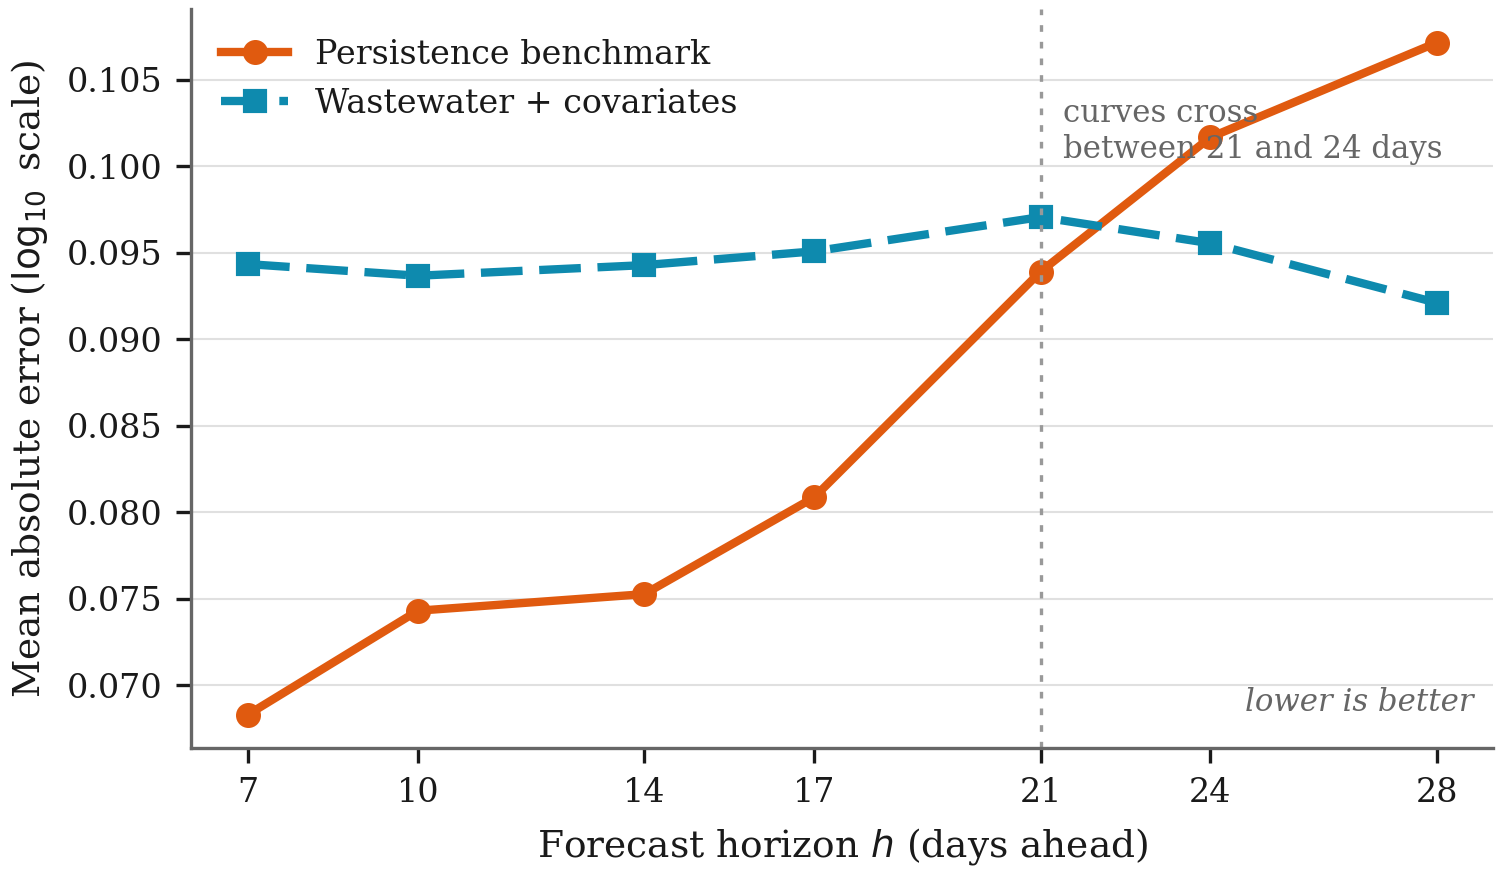 Persistence benchmark
Wastewater + covariates
curves cross
between 21 and 24 days
lower is better
Mean absolute error (log₁₀ scale)
0.105
0.100
0.095
0.090
0.085
0.080
0.075
0.070
7 10 14 17 21 24 28
Forecast horizon h (days ahead)